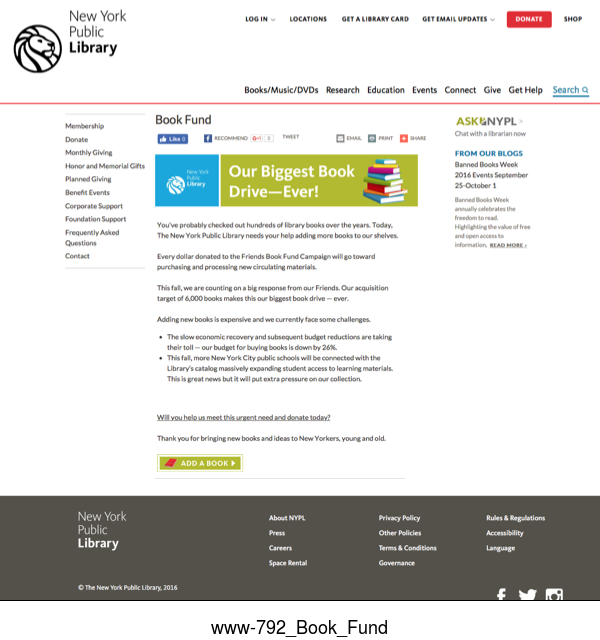 New York
Public
Library
LOG IN
LOCATIONS
GET A LIBRARY CARD
GET EMAIL UPDATES
DONATE
SHOP
Books/Music/DVDs
Research
Education
Events
Connect
Give
Get Help
Search
Membership
Donate
Monthly Giving
Honor and Memorial Gifts
Planned Giving
Benefit Events
Corporate Support
Foundation Support
Frequently Asked
Questions
Contact
Book Fund
Like 0
RECOMMEND
G+1 0
TWEET
EMAIL
PRINT
SHARE
New York
Public
Library
Our Biggest Book
Drive—Ever!
You've probably checked out hundreds of library books over the years. Today,
The New York Public Library needs your help adding more books to our shelves.
Every dollar donated to the Friends Book Fund Campaign will go toward
purchasing and processing new circulating materials.
This fall, we are counting on a big response from our Friends. Our acquisition
target of 6,000 books makes this our biggest book drive — ever.
Adding new books is expensive and we currently face some challenges.
• The slow economic recovery and subsequent budget reductions are taking
their toll — our budget for buying books is down by 26%.
• This fall, more New York City public schools will be connected with the
Library's catalog massively expanding student access to learning materials.
This is great news but it will put extra pressure on our collection.
Will you help us meet this urgent need and donate today?
Thank you for bringing new books and ideas to New Yorkers, young and old.
ADD A BOOK
ASK NYPL >
Chat with a librarian now
FROM OUR BLOGS
Banned Books Week
2016 Events September
25-October 1
Banned Books Week
annually celebrates the
freedom to read.
Highlighting the value of free
and open access to
information, READ MORE ›
New York
Public
Library
About NYPL
Press
Careers
Space Rental
Privacy Policy
Other Policies
Terms & Conditions
Governance
Rules & Regulations
Accessibility
Language
© The New York Public Library, 2016
www-792_Book_Fund